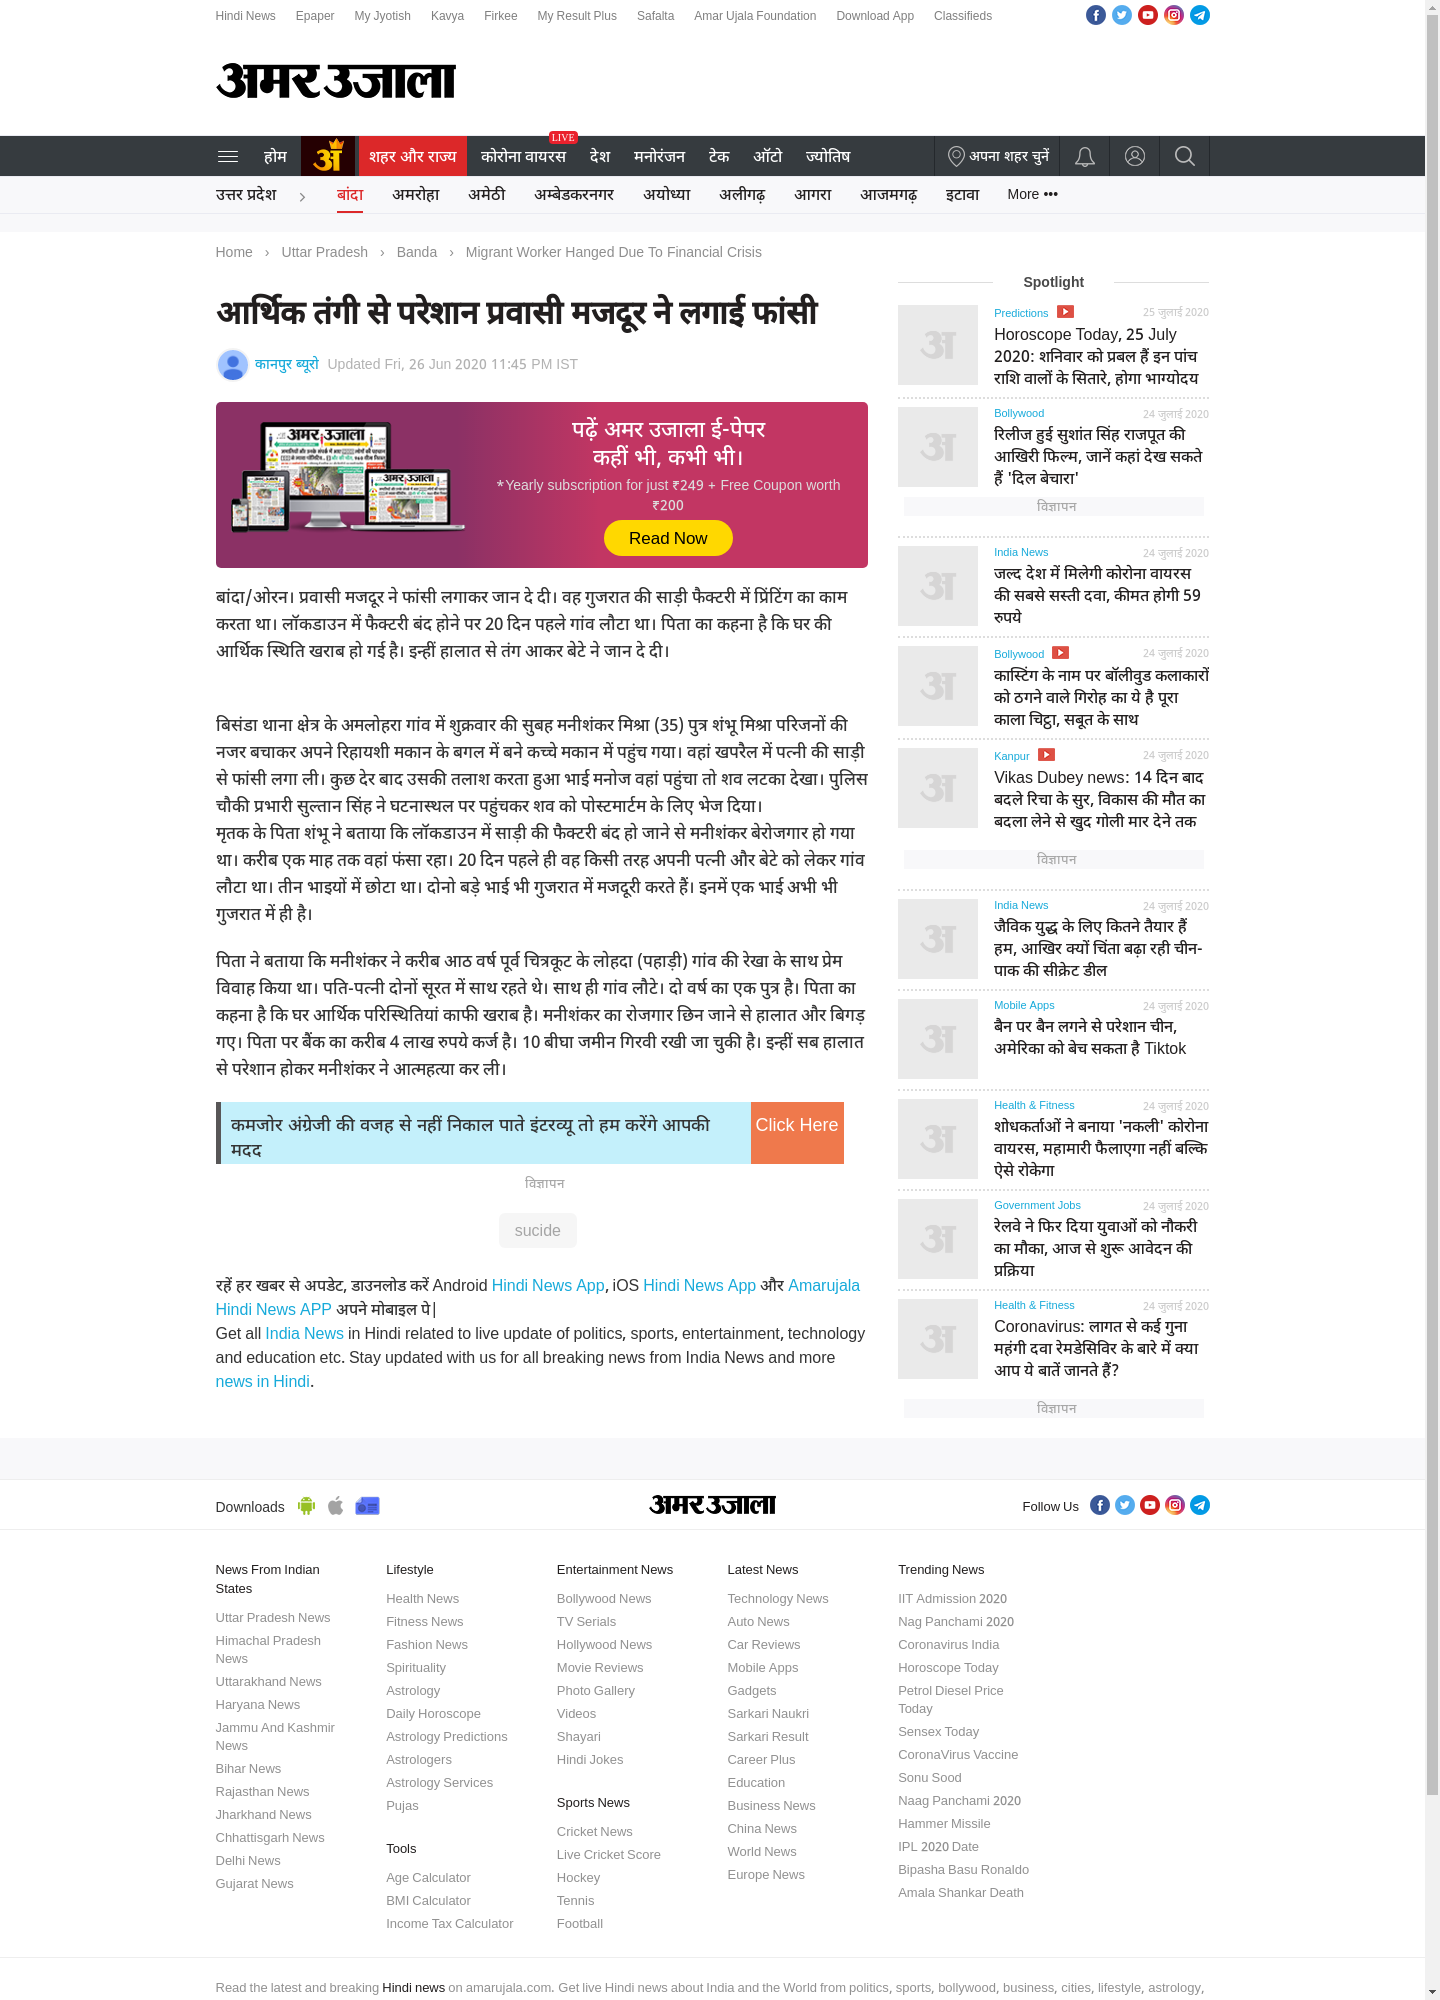 Hindi News Epaper My Jyotish Kavya Firkee My Result Plus Safalta Amar Ujala Foundation Download App Classifieds
अमर उजाला
होम शहर और राज्य कोरोना वायरस LIVE देश मनोरंजन टेक ऑटो ज्योतिष अपना शहर चुनें
उत्तर प्रदेश › बांदा अमरोहा अमेठी अम्बेडकरनगर अयोध्या अलीगढ़ आगरा आजमगढ़ इटावा More •••
Home › Uttar Pradesh › Banda › Migrant Worker Hanged Due To Financial Crisis
आर्थिक तंगी से परेशान प्रवासी मजदूर ने लगाई फांसी
कानपुर ब्यूरो Updated Fri, 26 Jun 2020 11:45 PM IST
पढ़ें अमर उजाला ई-पेपर
कहीं भी, कभी भी।
*Yearly subscription for just ₹249 + Free Coupon worth
₹200
Read Now
बांदा/ओरन। प्रवासी मजदूर ने फांसी लगाकर जान दे दी। वह गुजरात की साड़ी फैक्टरी में प्रिंटिंग का काम
करता था। लॉकडाउन में फैक्टरी बंद होने पर 20 दिन पहले गांव लौटा था। पिता का कहना है कि घर की
आर्थिक स्थिति खराब हो गई है। इन्हीं हालात से तंग आकर बेटे ने जान दे दी।
बिसंडा थाना क्षेत्र के अमलोहरा गांव में शुक्रवार की सुबह मनीशंकर मिश्रा (35) पुत्र शंभू मिश्रा परिजनों की
नजर बचाकर अपने रिहायशी मकान के बगल में बने कच्चे मकान में पहुंच गया। वहां खपरैल में पत्नी की साड़ी
से फांसी लगा ली। कुछ देर बाद उसकी तलाश करता हुआ भाई मनोज वहां पहुंचा तो शव लटका देखा। पुलिस
चौकी प्रभारी सुल्तान सिंह ने घटनास्थल पर पहुंचकर शव को पोस्टमार्टम के लिए भेज दिया।
मृतक के पिता शंभू ने बताया कि लॉकडाउन में साड़ी की फैक्टरी बंद हो जाने से मनीशंकर बेरोजगार हो गया
था। करीब एक माह तक वहां फंसा रहा। 20 दिन पहले ही वह किसी तरह अपनी पत्नी और बेटे को लेकर गांव
लौटा था। तीन भाइयों में छोटा था। दोनो बड़े भाई भी गुजरात में मजदूरी करते हैं। इनमें एक भाई अभी भी
गुजरात में ही है।
पिता ने बताया कि मनीशंकर ने करीब आठ वर्ष पूर्व चित्रकूट के लोहदा (पहाड़ी) गांव की रेखा के साथ प्रेम
विवाह किया था। पति-पत्नी दोनों सूरत में साथ रहते थे। साथ ही गांव लौटे। दो वर्ष का एक पुत्र है। पिता का
कहना है कि घर आर्थिक परिस्थितियां काफी खराब है। मनीशंकर का रोजगार छिन जाने से हालात और बिगड़
गए। पिता पर बैंक का करीब 4 लाख रुपये कर्ज है। 10 बीघा जमीन गिरवी रखी जा चुकी है। इन्हीं सब हालात
से परेशान होकर मनीशंकर ने आत्महत्या कर ली।
कमजोर अंग्रेजी की वजह से नहीं निकाल पाते इंटरव्यू तो हम करेंगे आपकी
मदद
Click Here
विज्ञापन
sucide
रहें हर खबर से अपडेट, डाउनलोड करें Android Hindi News App, iOS Hindi News App और Amarujala
Hindi News APP अपने मोबाइल पे|
Get all India News in Hindi related to live update of politics, sports, entertainment, technology
and education etc. Stay updated with us for all breaking news from India News and more
news in Hindi.
Spotlight
Predictions 25 जुलाई 2020
Horoscope Today, 25 July
2020: शनिवार को प्रबल हैं इन पांच
राशि वालों के सितारे, होगा भाग्योदय
Bollywood 24 जुलाई 2020
रिलीज हुई सुशांत सिंह राजपूत की
आखिरी फिल्म, जानें कहां देख सकते
हैं 'दिल बेचारा'
विज्ञापन
India News 24 जुलाई 2020
जल्द देश में मिलेगी कोरोना वायरस
की सबसे सस्ती दवा, कीमत होगी 59
रुपये
Bollywood 24 जुलाई 2020
कास्टिंग के नाम पर बॉलीवुड कलाकारों
को ठगने वाले गिरोह का ये है पूरा
काला चिट्ठा, सबूत के साथ
Kanpur 24 जुलाई 2020
Vikas Dubey news: 14 दिन बाद
बदले रिचा के सुर, विकास की मौत का
बदला लेने से खुद गोली मार देने तक
विज्ञापन
India News 24 जुलाई 2020
जैविक युद्ध के लिए कितने तैयार हैं
हम, आखिर क्यों चिंता बढ़ा रही चीन-
पाक की सीक्रेट डील
Mobile Apps 24 जुलाई 2020
बैन पर बैन लगने से परेशान चीन,
अमेरिका को बेच सकता है Tiktok
Health & Fitness 24 जुलाई 2020
शोधकर्ताओं ने बनाया 'नकली' कोरोना
वायरस, महामारी फैलाएगा नहीं बल्कि
ऐसे रोकेगा
Government Jobs 24 जुलाई 2020
रेलवे ने फिर दिया युवाओं को नौकरी
का मौका, आज से शुरू आवेदन की
प्रक्रिया
Health & Fitness 24 जुलाई 2020
Coronavirus: लागत से कई गुना
महंगी दवा रेमडेसिविर के बारे में क्या
आप ये बातें जानते हैं?
विज्ञापन
Downloads अमर उजाला Follow Us
News From Indian
States
Uttar Pradesh News
Himachal Pradesh
News
Uttarakhand News
Haryana News
Jammu And Kashmir
News
Bihar News
Rajasthan News
Jharkhand News
Chhattisgarh News
Delhi News
Gujarat News
Lifestyle
Health News
Fitness News
Fashion News
Spirituality
Astrology
Daily Horoscope
Astrology Predictions
Astrologers
Astrology Services
Pujas
Tools
Age Calculator
BMI Calculator
Income Tax Calculator
Entertainment News
Bollywood News
TV Serials
Hollywood News
Movie Reviews
Photo Gallery
Videos
Shayari
Hindi Jokes
Sports News
Cricket News
Live Cricket Score
Hockey
Tennis
Football
Latest News
Technology News
Auto News
Car Reviews
Mobile Apps
Gadgets
Sarkari Naukri
Sarkari Result
Career Plus
Education
Business News
China News
World News
Europe News
Trending News
IIT Admission 2020
Nag Panchami 2020
Coronavirus India
Horoscope Today
Petrol Diesel Price
Today
Sensex Today
CoronaVirus Vaccine
Sonu Sood
Naag Panchami 2020
Hammer Missile
IPL 2020 Date
Bipasha Basu Ronaldo
Amala Shankar Death
Read the latest and breaking Hindi news on amarujala.com. Get live Hindi news about India and the World from politics, sports, bollywood, business, cities, lifestyle, astrology,